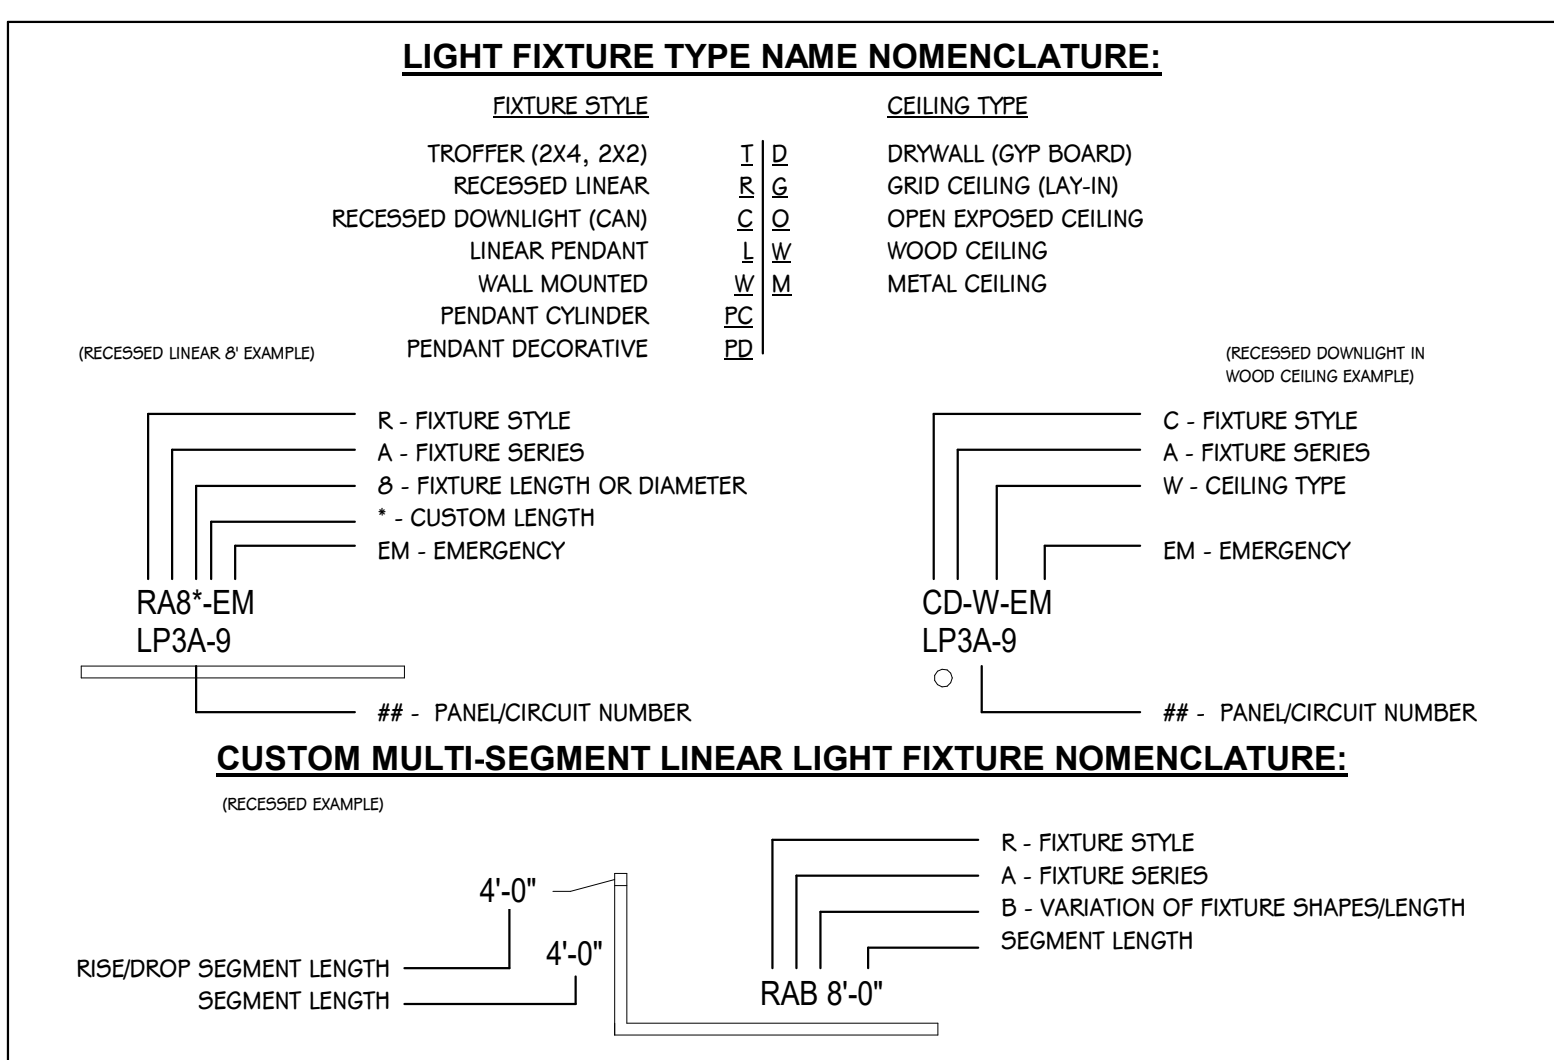 LIGHT FIXTURE TYPE NAME NOMENCLATURE:
FIXTURE STYLE CEILING TYPE
TROFFER (2X4, 2X2) T D DRYWALL (GYP BOARD)
RECESSED LINEAR R G GRID CEILING (LAY-IN)
RECESSED DOWNLIGHT (CAN) C O OPEN EXPOSED CEILING
LINEAR PENDANT L W WOOD CEILING
WALL MOUNTED W M METAL CEILING
PENDANT CYLINDER PC
PENDANT DECORATIVE PD
(RECESSED LINEAR 8' EXAMPLE)
R - FIXTURE STYLE
A - FIXTURE SERIES
8 - FIXTURE LENGTH OR DIAMETER
* - CUSTOM LENGTH
EM - EMERGENCY
RA8*-EM
LP3A-9
## - PANEL/CIRCUIT NUMBER
(RECESSED DOWNLIGHT IN
WOOD CEILING EXAMPLE)
C - FIXTURE STYLE
A - FIXTURE SERIES
W - CEILING TYPE
EM - EMERGENCY
CD-W-EM
LP3A-9
## - PANEL/CIRCUIT NUMBER
CUSTOM MULTI-SEGMENT LINEAR LIGHT FIXTURE NOMENCLATURE:
(RECESSED EXAMPLE)
4'-0"
4'-0"
RISE/DROP SEGMENT LENGTH
SEGMENT LENGTH
R - FIXTURE STYLE
A - FIXTURE SERIES
B - VARIATION OF FIXTURE SHAPES/LENGTH
SEGMENT LENGTH
RAB 8'-0"